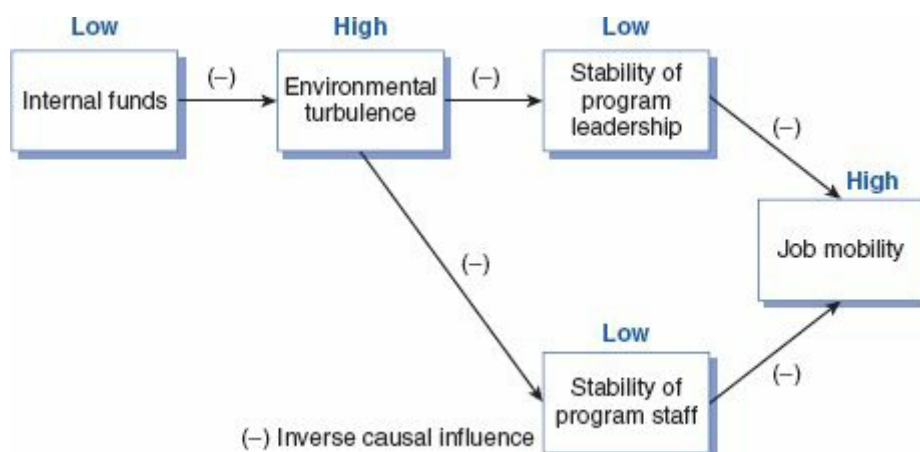 Low
High
Low
Internal funds
(−)
Environmental
turbulence
(−)
Stability of
program
leadership
(−)
High
Job mobility
(−)
Low
Stability of
program staff
(−)
(−) Inverse causal influence